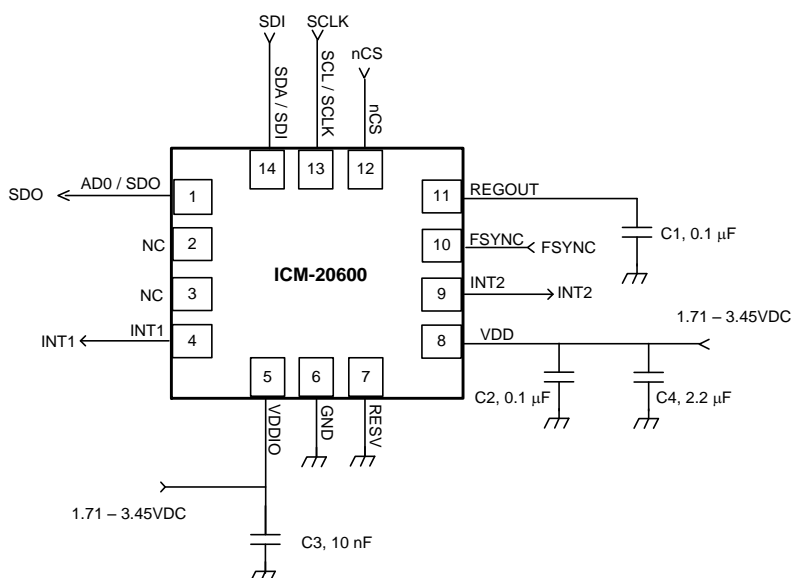 SDI
SCLK
nCS
SDA / SDI
SCL / SCLK
nCS
14
13
12
SDO
AD0 / SDO
1
11
REGOUT
C1, 0.1 μF
NC
2
10
FSYNC
FSYNC
ICM-20600
NC
3
9
INT2
INT2
INT1
INT1
4
8
VDD
1.71 – 3.45VDC
5
6
7
C2, 0.1 μF
C4, 2.2 μF
VDDIO
GND
RESV
1.71 – 3.45VDC
C3, 10 nF